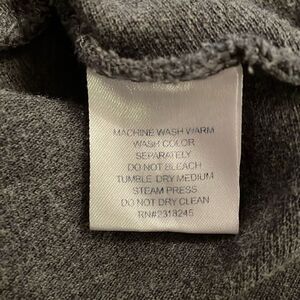 MACHINE WASH WARM
WASH COLOR
SEPARATELY
DO NOT BLEACH
TUMBLE DRY MEDIUM
STEAM PRESS
DO NOT DRY CLEAN
RN#2318245